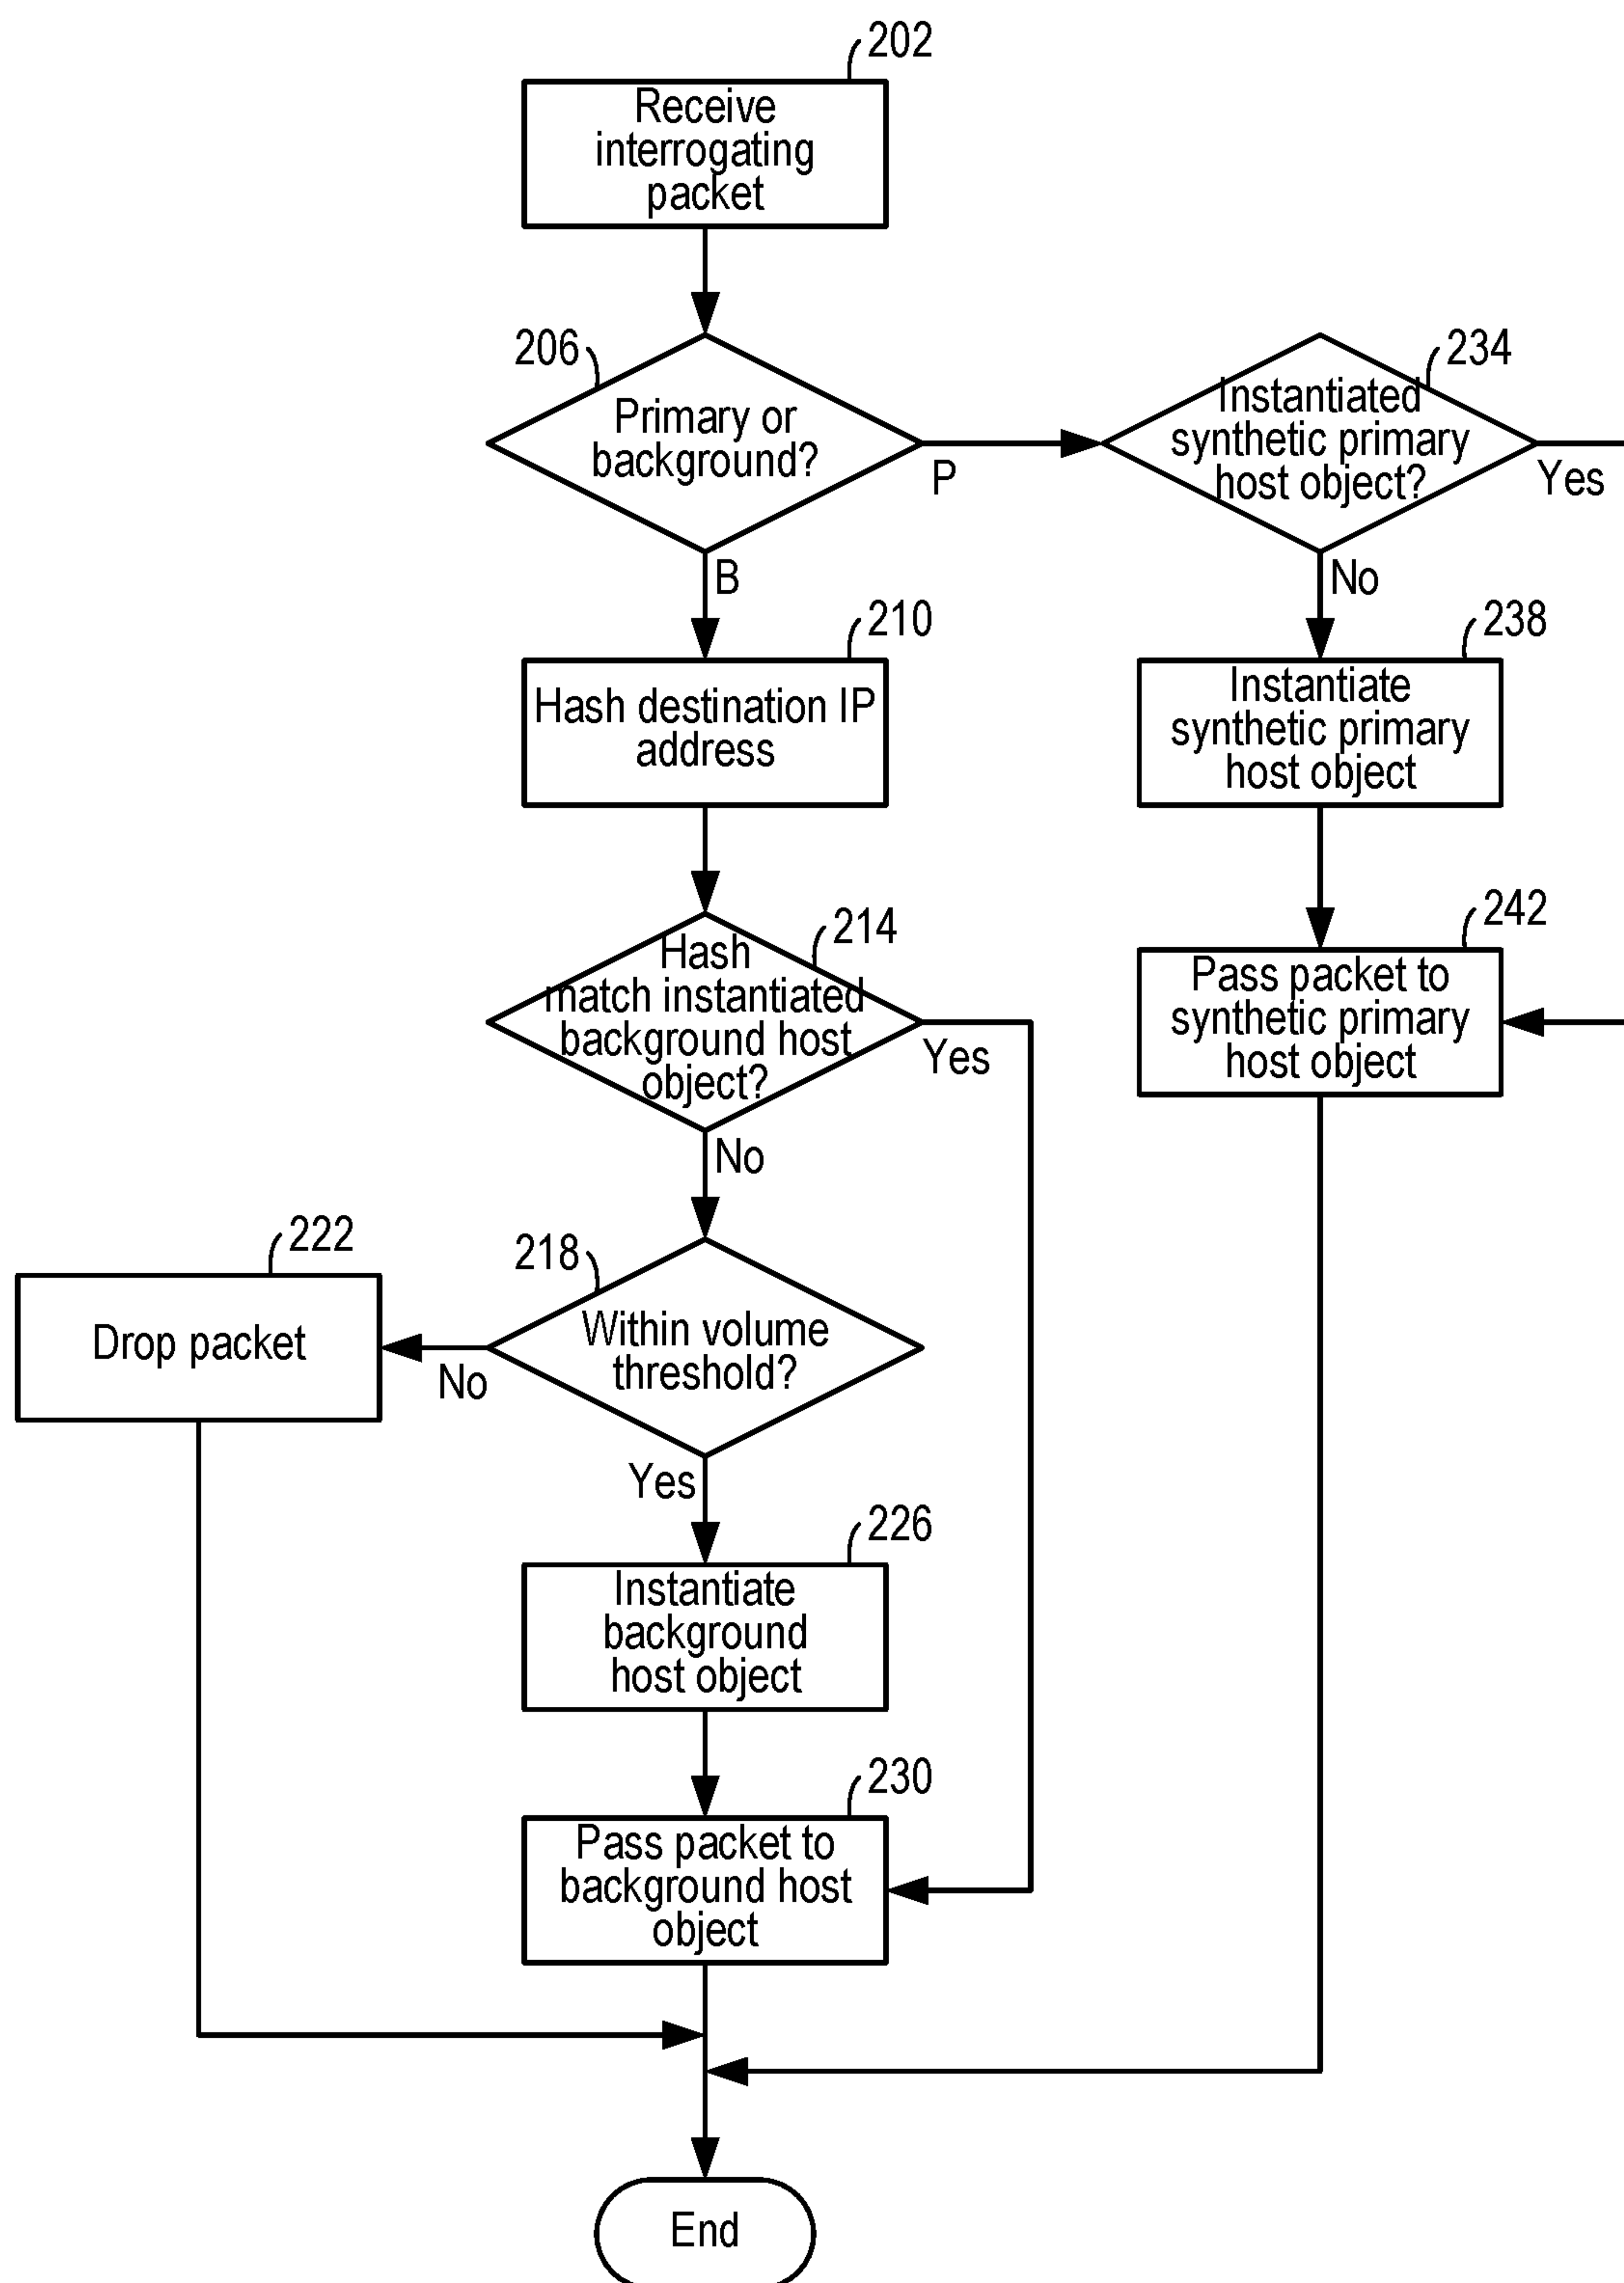 202
Receive
interrogating
packet
206
Primary or
background?
P
B
234
Instantiated
synthetic primary
host object?
Yes
No
210
Hash destination IP
address
238
Instantiate
synthetic primary
host object
214
Hash
match instantiated
background host
object?
Yes
No
242
Pass packet to
synthetic primary
host object
222
Drop packet
218
Within volume
threshold?
No
Yes
226
Instantiate
background
host object
230
Pass packet to
background host
object
End